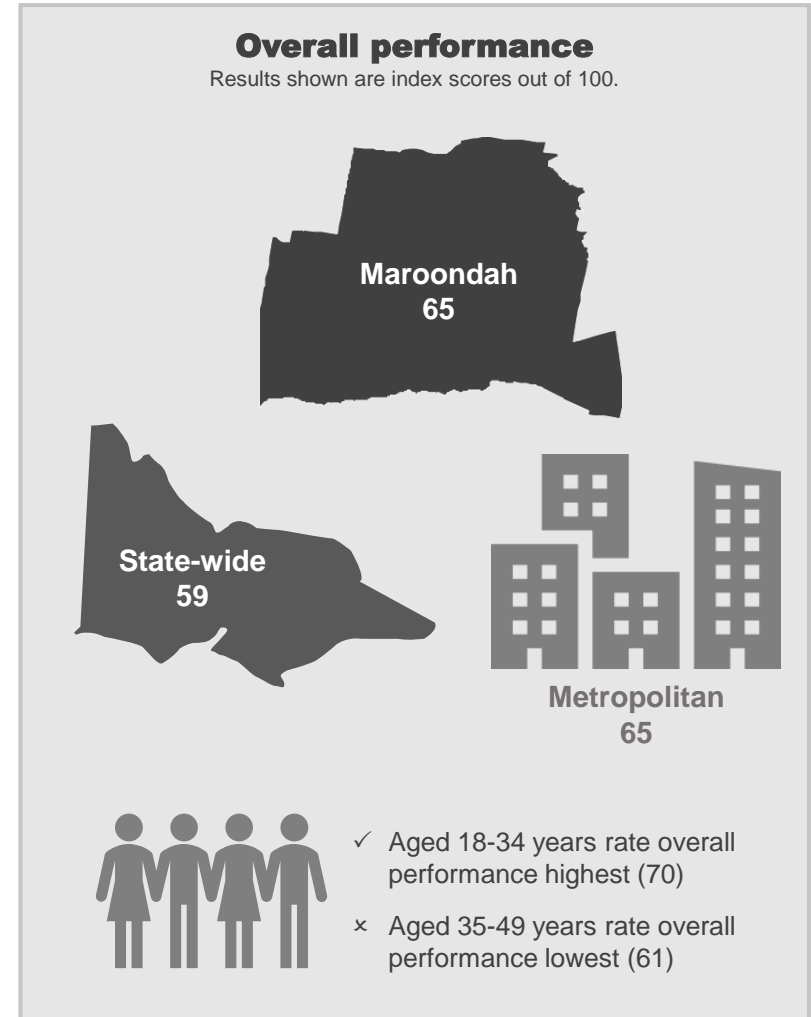 Overall performance
Results shown are index scores out of 100.
Maroondah
65
State-wide
59
Metropolitan
65
✓ Aged 18-34 years rate overall
performance highest (70)
× Aged 35-49 years rate overall
performance lowest (61)